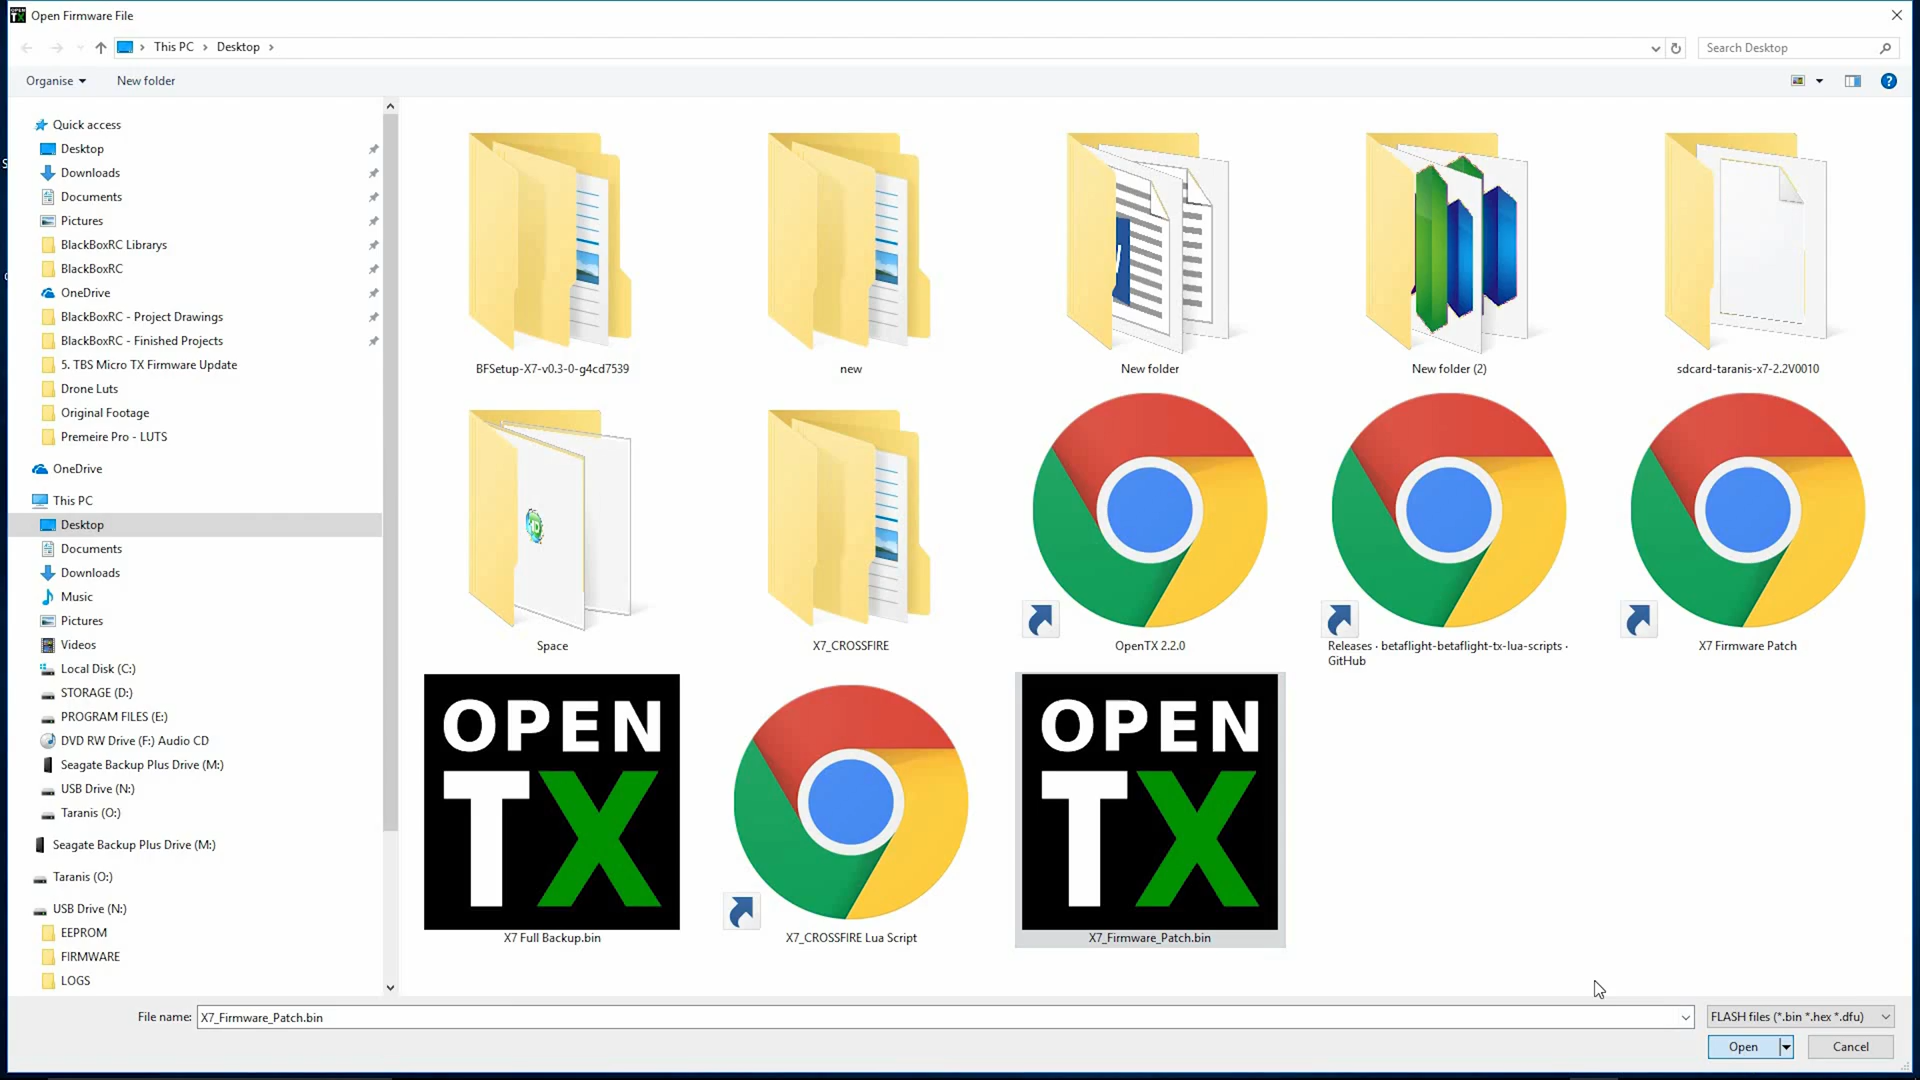 OPEN
TX
Open Firmware File
This PC
Desktop
Search Desktop
Organise
New folder
Quick access
Desktop
Downloads
Documents
Pictures
BlackBoxRC Librarys
BlackBoxRC
OneDrive
BlackBoxRC - Project Drawings
BlackBoxRC - Finished Projects
5. TBS Micro TX Firmware Update
Drone Luts
Original Footage
Premeire Pro - LUTS
OneDrive
This PC
Desktop
Documents
Downloads
Music
Pictures
Videos
Local Disk (C:)
STORAGE (D:)
PROGRAM FILES (E:)
DVD RW Drive (F:) Audio CD
Seagate Backup Plus Drive (M:)
USB Drive (N:)
Taranis (O:)
Seagate Backup Plus Drive (M:)
Taranis (O:)
USB Drive (N:)
EEPROM
FIRMWARE
LOGS
BFSetup-X7-v0.3-0-g4cd7539
new
New folder
New folder (2)
sdcard-taranis-x7-2.2V0010
Space
X7_CROSSFIRE
OpenTX 2.2.0
Releases · betaflight-betaflight-tx-lua-scripts ·
GitHub
X7 Firmware Patch
OPEN
TX
X7 Full Backup.bin
X7_CROSSFIRE Lua Script
OPEN
TX
X7_Firmware_Patch.bin
File name:
X7_Firmware_Patch.bin
FLASH files (*.bin *.hex *.dfu)
Open
Cancel